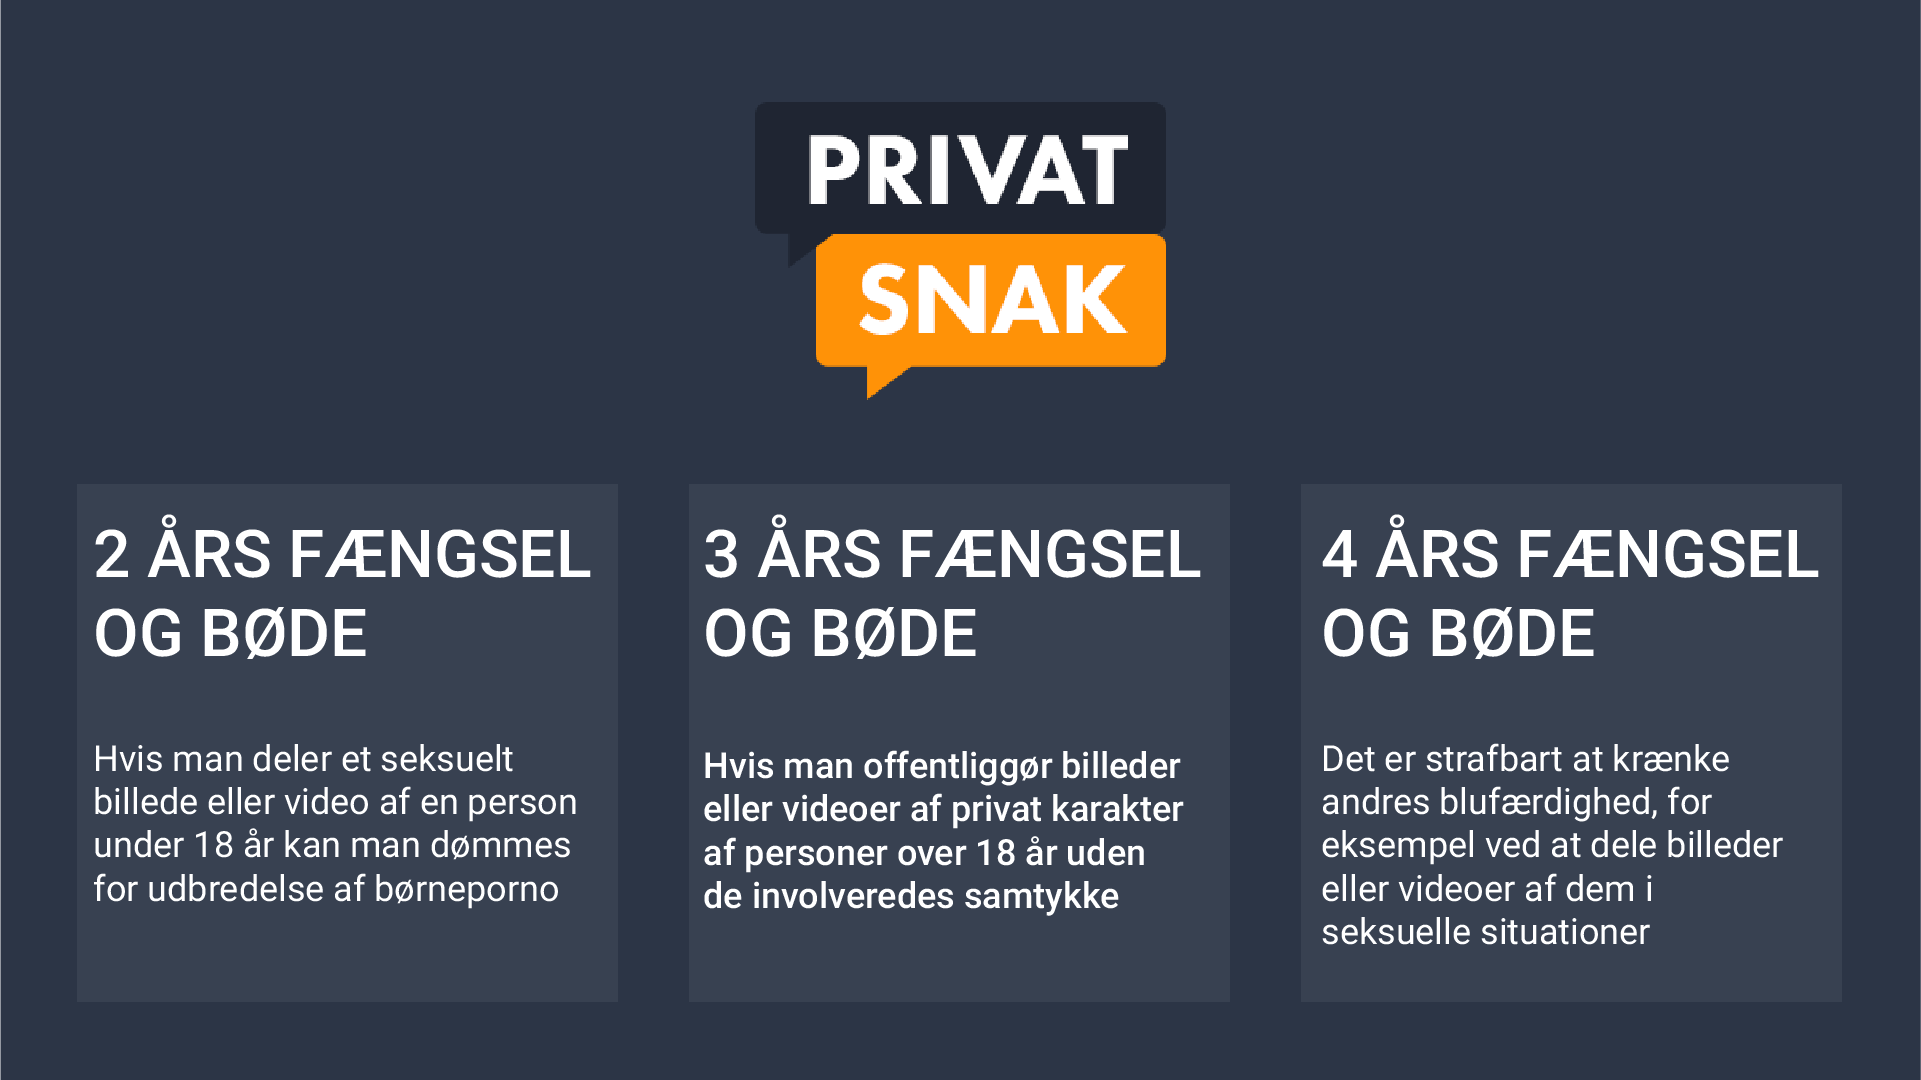 PRIVAT
SNAK
2 ÅRS FÆNGSEL
OG BØDE
Hvis man deler et seksuelt
billede eller video af en person
under 18 år kan man dømmes
for udbredelse af børneporno
3 ÅRS FÆNGSEL
OG BØDE
Hvis man offentliggør billeder
eller videoer af privat karakter
af personer over 18 år uden
de involveredes samtykke
4 ÅRS FÆNGSEL
OG BØDE
Det er strafbart at krænke
andres blufærdighed, for
eksempel ved at dele billeder
eller videoer af dem i
seksuelle situationer